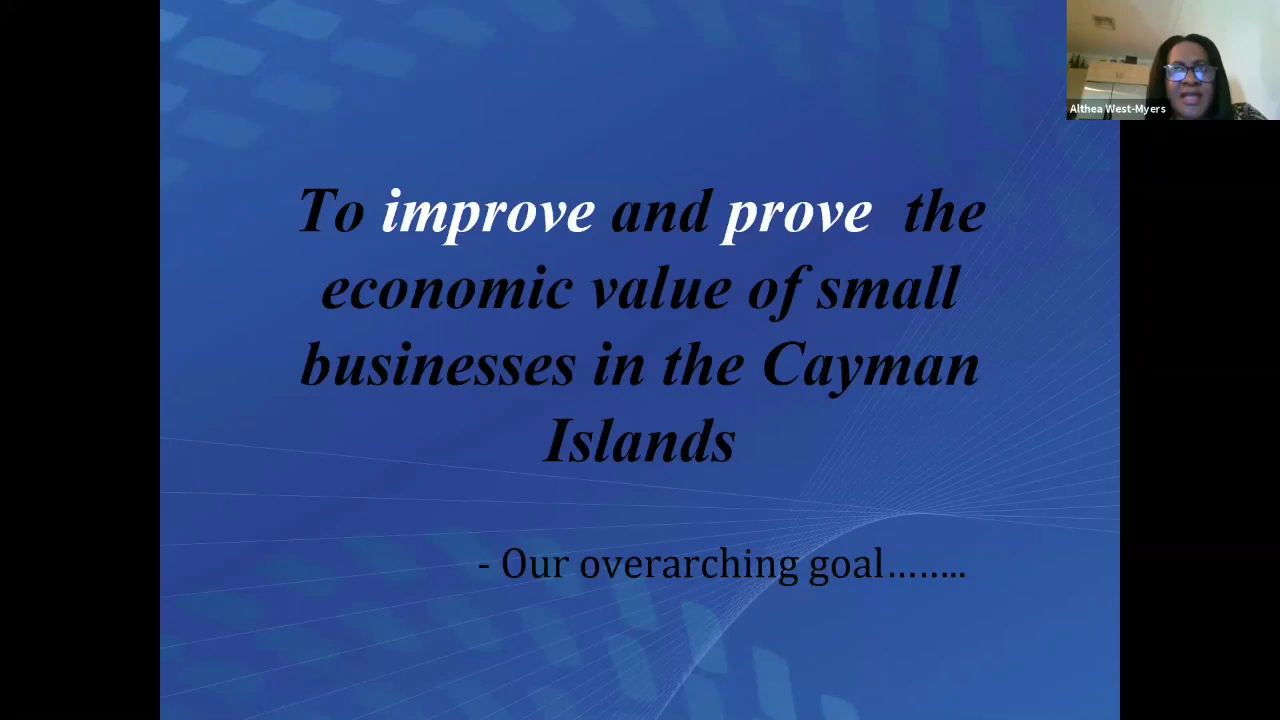 Althea West-Myers
To improve and prove the
economic value of small
businesses in the Cayman
Islands
- Our overarching goal……..